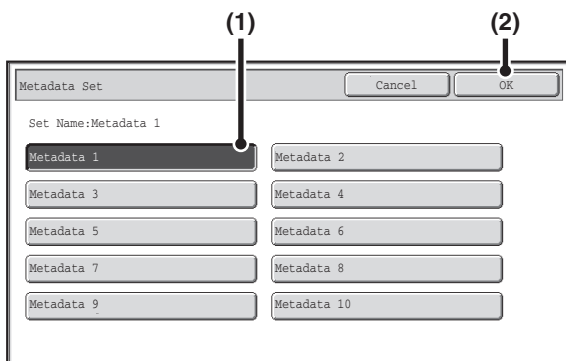 (1) (2)
Metadata Set Cancel OK
Set Name:Metadata 1
Metadata 1 Metadata 2
Metadata 3 Metadata 4
Metadata 5 Metadata 6
Metadata 7 Metadata 8
Metadata 9 Metadata 10